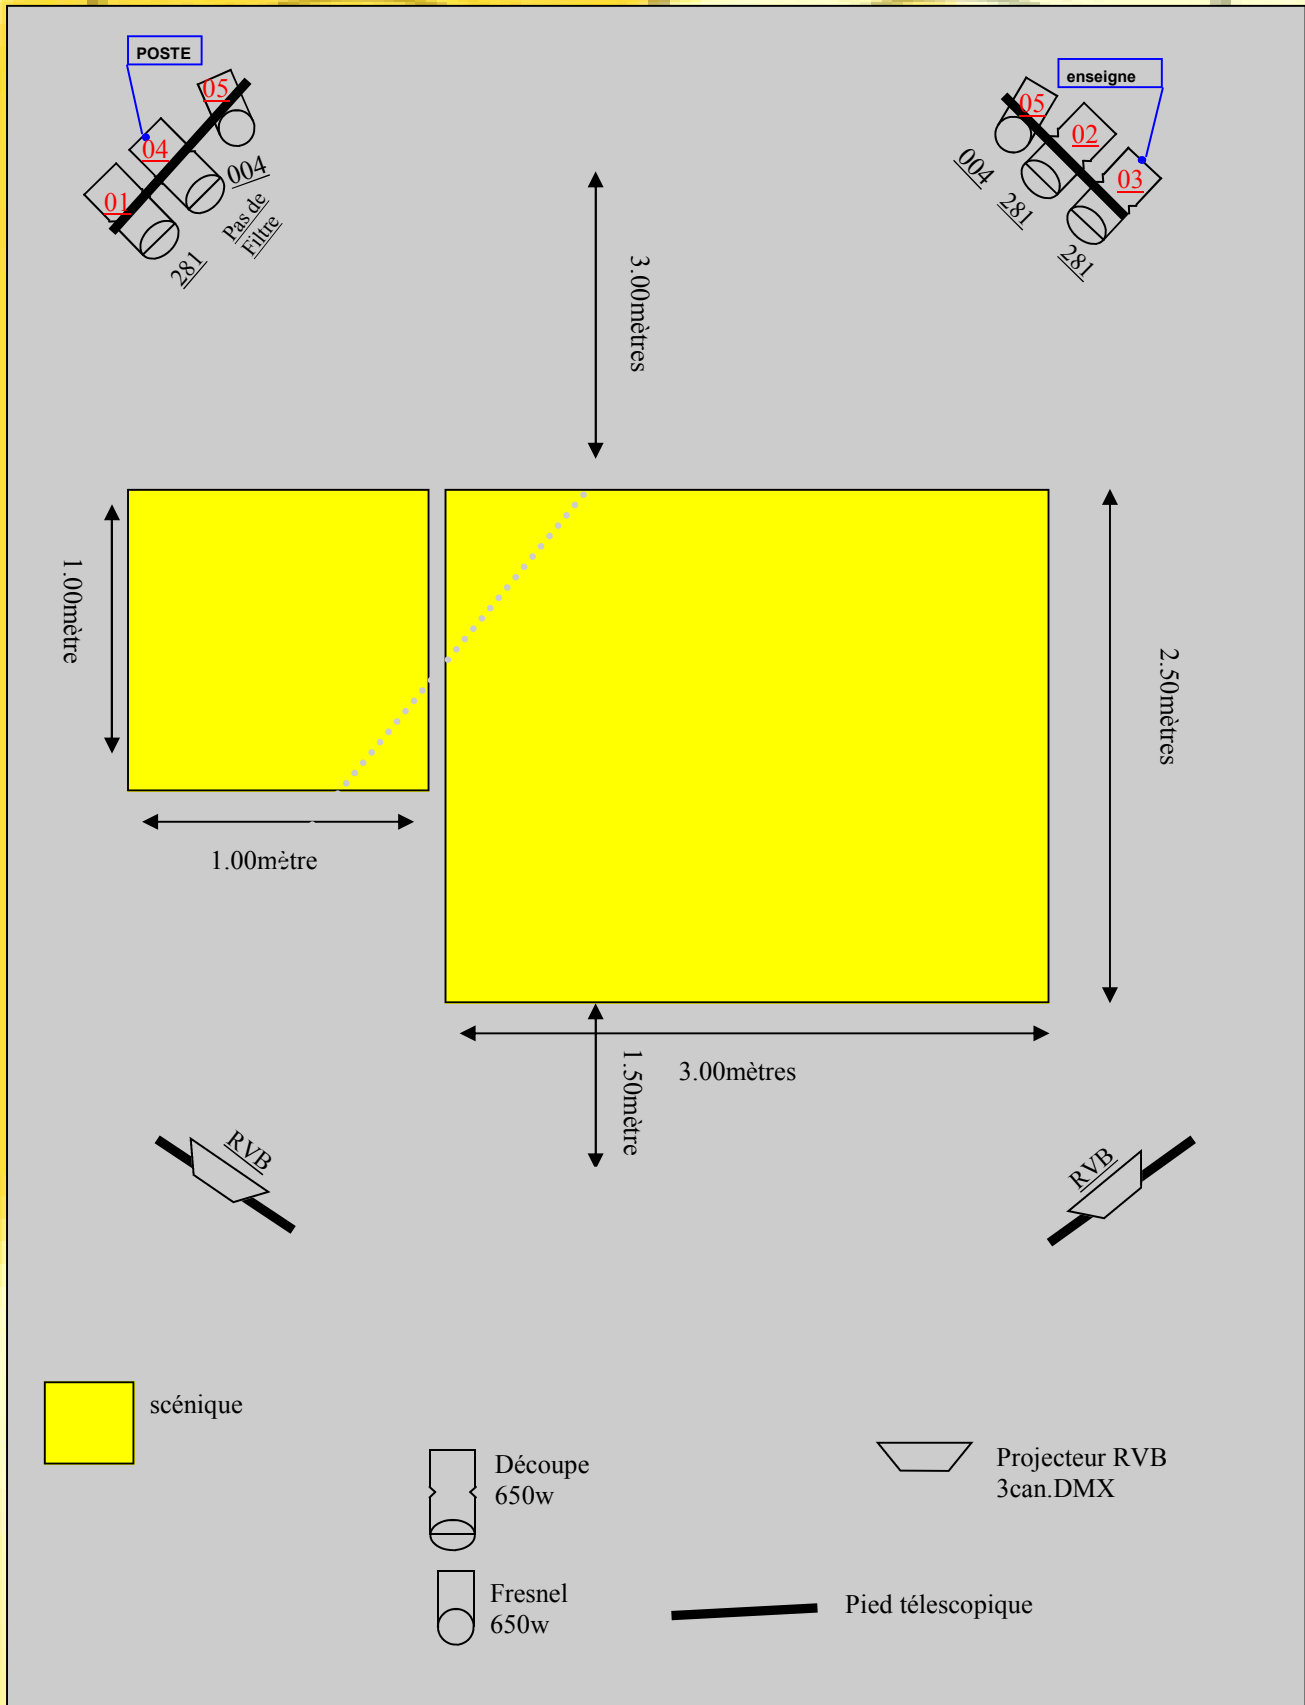 POSTE
enseigne
05
04
01
004
Pas de
Filtre
281
05
02
03
004
281
281
3.00mètres
1.00mètre
1.00mètre
2.50mètres
3.00mètres
1.50mètre
RVB
RVB
scénique
Découpe
650w
Projecteur RVB
3can.DMX
Fresnel
650w
Pied télescopique